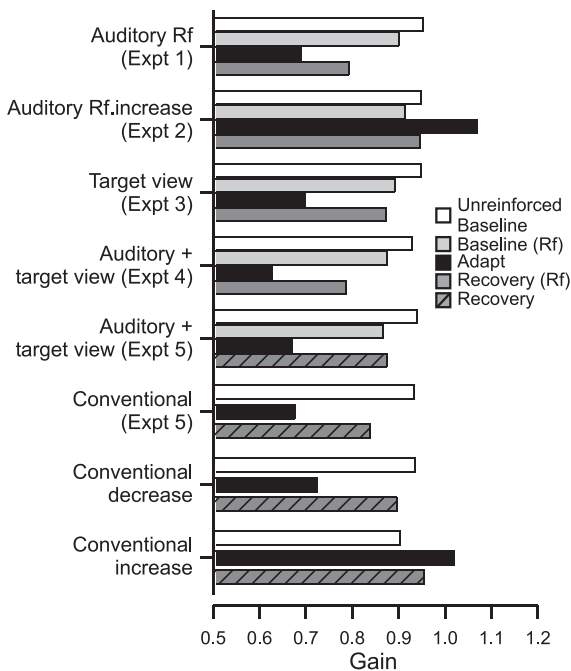 Auditory Rf
(Expt 1)
Auditory Rf.increase
(Expt 2)
Target view
(Expt 3)
Auditory +
target view (Expt 4)
Auditory +
target view (Expt 5)
Conventional
(Expt 5)
Conventional
decrease
Conventional
increase
Unreinforced
Baseline
Baseline (Rf)
Adapt
Recovery (Rf)
Recovery
0.5 0.6 0.7 0.8 0.9 1.0 1.1 1.2
Gain